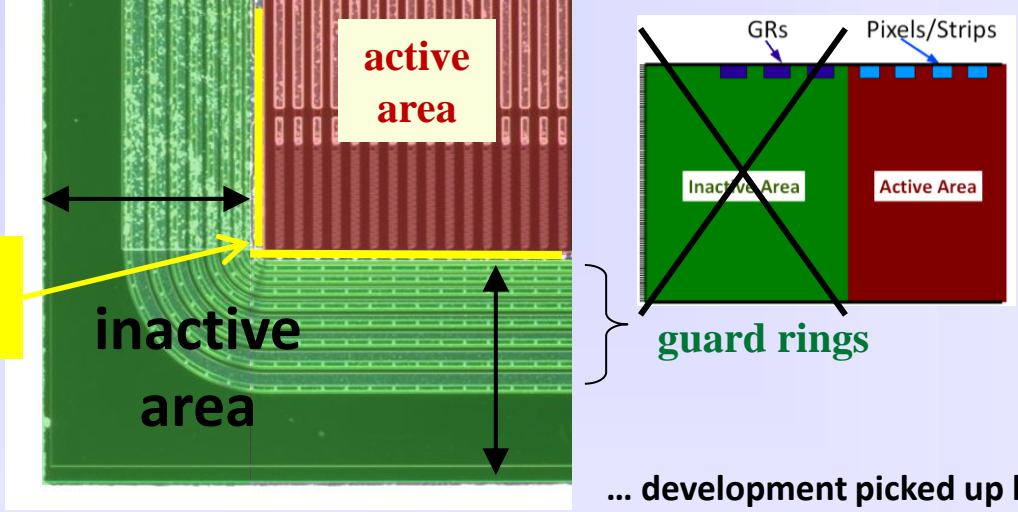 active
area
inactive
area
GRs
Pixels/Strips
Inactive Area
Active Area
guard rings
... development picked up